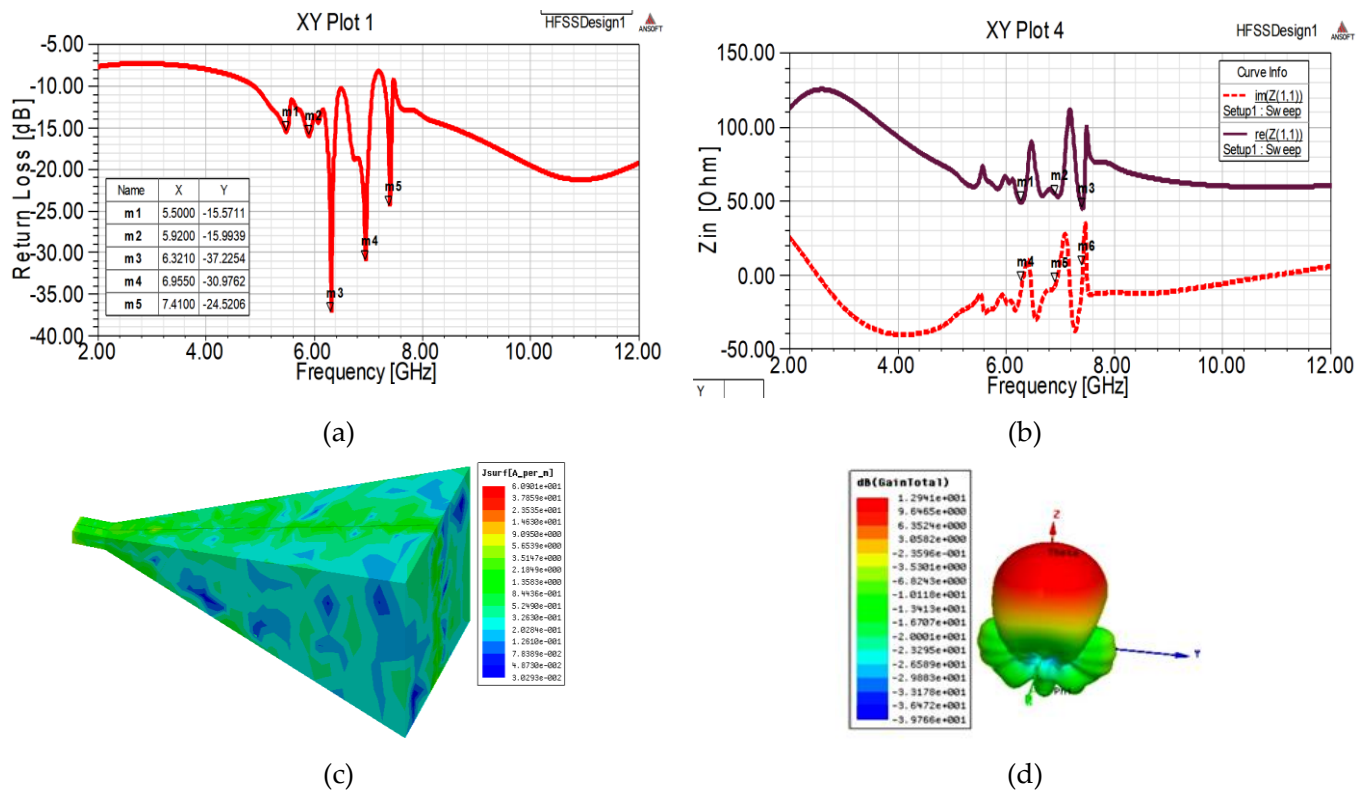 XY Plot 1
HFSSDesign1
ANSOFT
-5.00
-10.00
-15.00
-20.00
-25.00
-30.00
-35.00
-40.00
Return Loss [dB]
m1
m2
m3
m4
m5
Name X Y
m1 5.5000 -15.5711
m2 5.9200 -15.9939
m3 6.3210 -37.2254
m4 6.9550 -30.9762
m5 7.4100 -24.5206
2.00 4.00 6.00 8.00 10.00 12.00
Frequency [GHz]
(a)
XY Plot 4
HFSSDesign1
ANSOFT
150.00
100.00
50.00
0.00
-50.00
Zin [Ohm]
Curve Info
im(Z(1,1))
Setup1 : Sweep
re(Z(1,1))
Setup1 : Sweep
m1
m2
m3
m4
m5
m6
2.00 4.00 6.00 8.00 10.00 12.00
Frequency [GHz]
Y
(b)
Jsurf[A_per_m]
6.0901e+001
3.7859e+001
2.3535e+001
1.4630e+001
9.0950e+000
5.6539e+000
3.5147e+000
2.1849e+000
1.3583e+000
8.4436e-001
5.2490e-001
3.2630e-001
2.0284e-001
1.2610e-001
7.8389e-002
4.8730e-002
3.0293e-002
(c)
dB(GainTotal)
1.2941e+001
9.6465e+000
6.3524e+000
3.0582e+000
-2.3596e-001
-3.5301e+000
-6.8243e+000
-1.0118e+001
-1.3413e+001
-1.6707e+001
-2.0001e+001
-2.3295e+001
-2.6589e+001
-2.9883e+001
-3.3178e+001
-3.6472e+001
-3.9766e+001
Z
Theta
Y
Phi
(d)